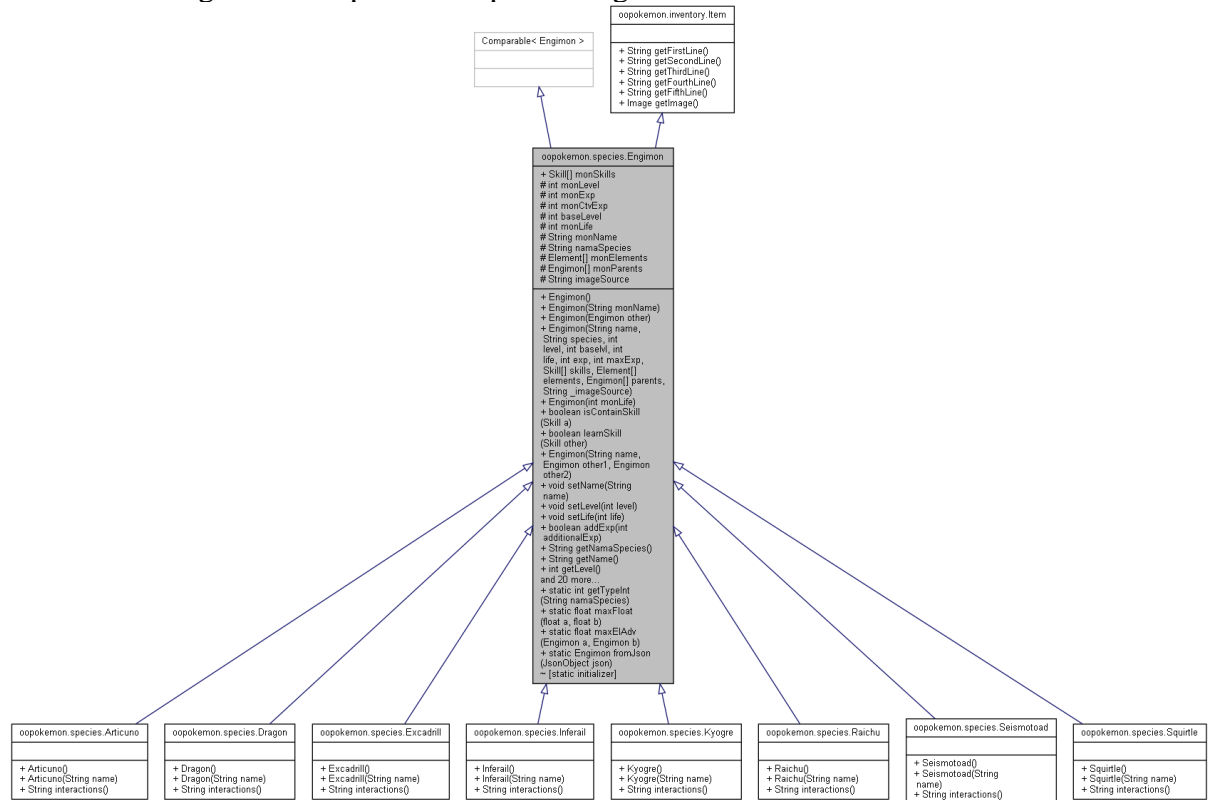 oopokemon.inventory.Item
+ String getFirstLine()
+ String getSecondLine()
+ String getThirdLine()
+ String getFourthLine()
+ String getFifthLine()
+ Image getImage()
Comparable< Engimon >
oopokemon.species.Engimon
+ Skill[] monSkills
# int monLevel
# int monExp
# int monCtvExp
# int baseLevel
# int monLife
# String monName
# String namaSpecies
# Element[] monElements
# Engimon[] monParents
# String imageSource
+ Engimon()
+ Engimon(String monName)
+ Engimon(Engimon other)
+ Engimon(String name,
String species, int
level, int baselvl, int
life, int exp, int maxExp,
Skill[] skills, Element[]
elements, Engimon[] parents,
String _imageSource)
+ Engimon(int monLife)
+ boolean isContainSkill
(Skill a)
+ boolean learnSkill
(Skill other)
+ Engimon(String name,
Engimon other1, Engimon
other2)
+ void setName(String
name)
+ void setLevel(int level)
+ void setLife(int life)
+ boolean addExp(int
additionalExp)
+ String getNamaSpecies()
+ String getName()
+ int getLevel()
and 20 more...
+ static int getTypeInt
(String namaSpecies)
+ static float maxFloat
(float a, float b)
+ static float maxElAdv
(Engimon a, Engimon b)
+ static Engimon fromJson
(JsonObject json)
~ [static initializer]
oopokemon.species.Articuno
+ Articuno()
+ Articuno(String name)
+ String interactions()
oopokemon.species.Dragon
+ Dragon()
+ Dragon(String name)
+ String interactions()
oopokemon.species.Excadrill
+ Excadrill()
+ Excadrill(String name)
+ String interactions()
oopokemon.species.Inferail
+ Inferail()
+ Inferail(String name)
+ String interactions()
oopokemon.species.Kyogre
+ Kyogre()
+ Kyogre(String name)
+ String interactions()
oopokemon.species.Raichu
+ Raichu()
+ Raichu(String name)
+ String interactions()
oopokemon.species.Seismotoad
+ Seismotoad()
+ Seismotoad(String
name)
+ String interactions()
oopokemon.species.Squirtle
+ Squirtle()
+ Squirtle(String name)
+ String interactions()